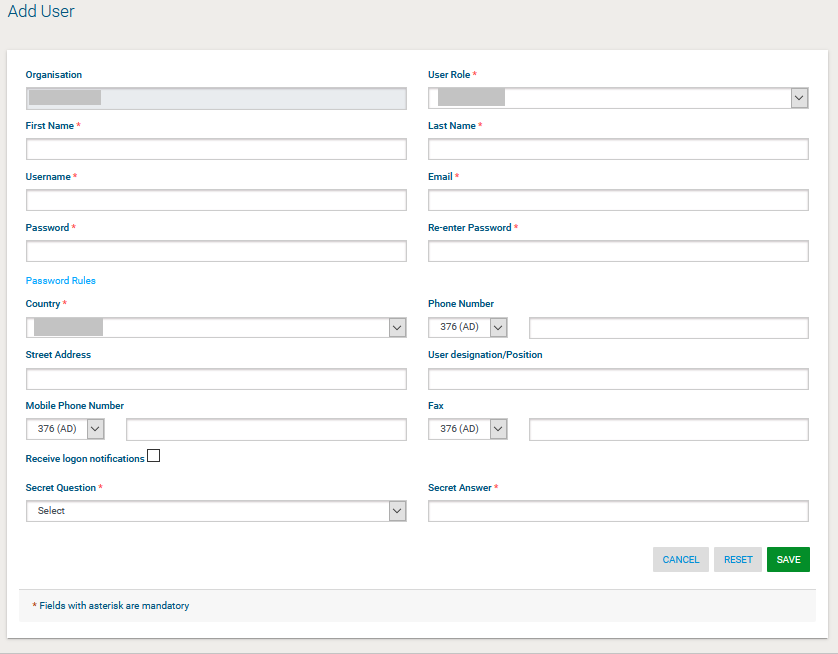 Add User
Organisation
User Role *
First Name *
Last Name *
Username *
Email *
Password *
Re-enter Password *
Password Rules
Country *
Phone Number
376 (AD)
Street Address
User designation/Position
Mobile Phone Number
Fax
376 (AD)
376 (AD)
Receive logon notifications
Secret Question *
Secret Answer *
Select
CANCEL
RESET
SAVE
* Fields with asterisk are mandatory